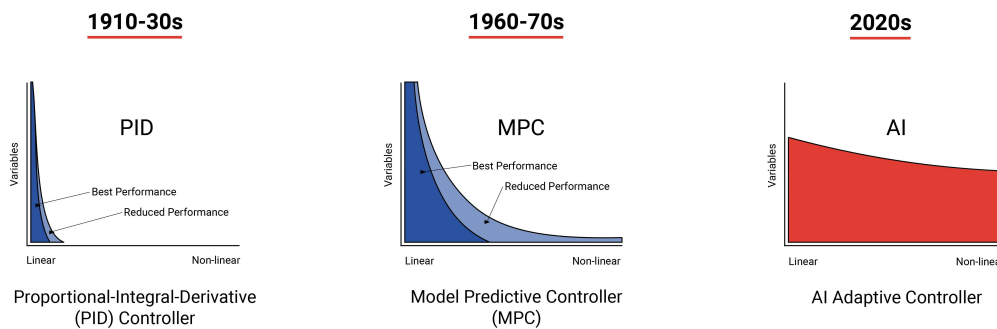 1910-30s
PID
Variables
Best Performance
Reduced Performance
Linear
Non-linear
Proportional-Integral-Derivative
(PID) Controller
1960-70s
MPC
Variables
Best Performance
Reduced Performance
Linear
Non-linear
Model Predictive Controller
(MPC)
2020s
AI
Variables
Linear
Non-linea
AI Adaptive Controller